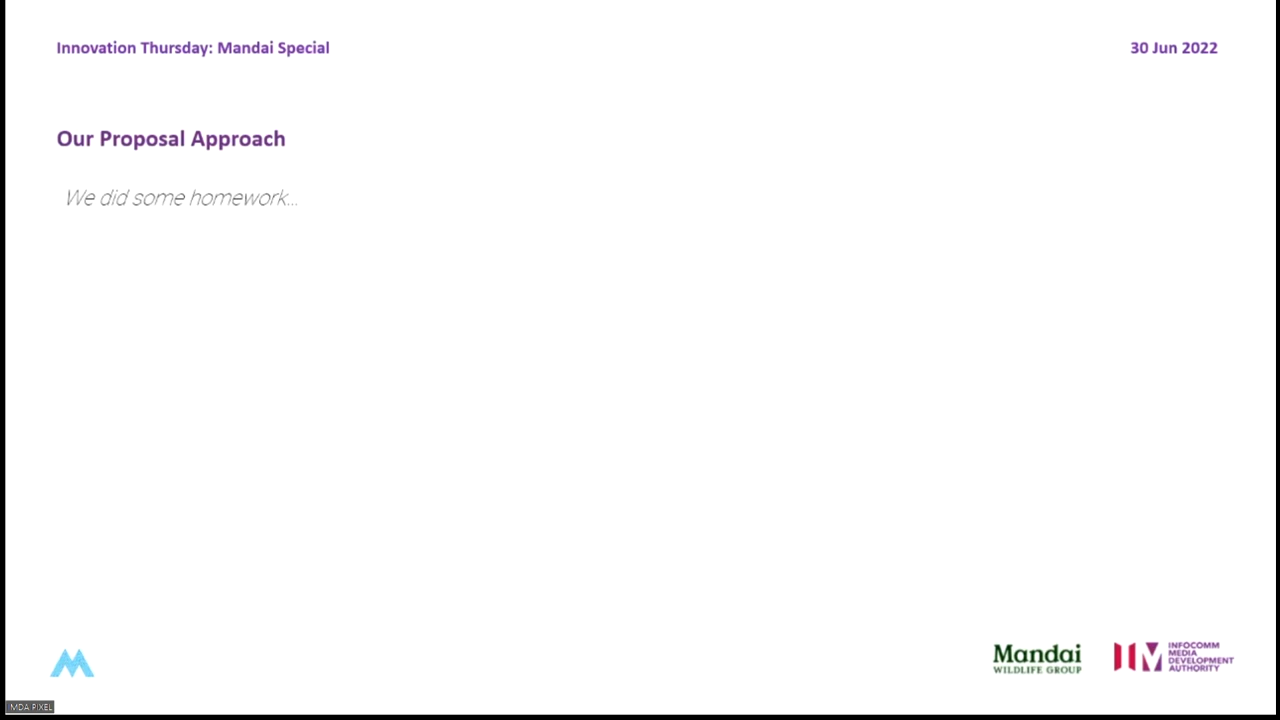 Innovation Thursday: Mandai Special
30 Jun 2022
Our Proposal Approach
We did some homework...
Mandai
WILDLIFE GROUP
INFOCOMM
MEDIA
DEVELOPMENT
AUTHORITY
IMDA PIXEL